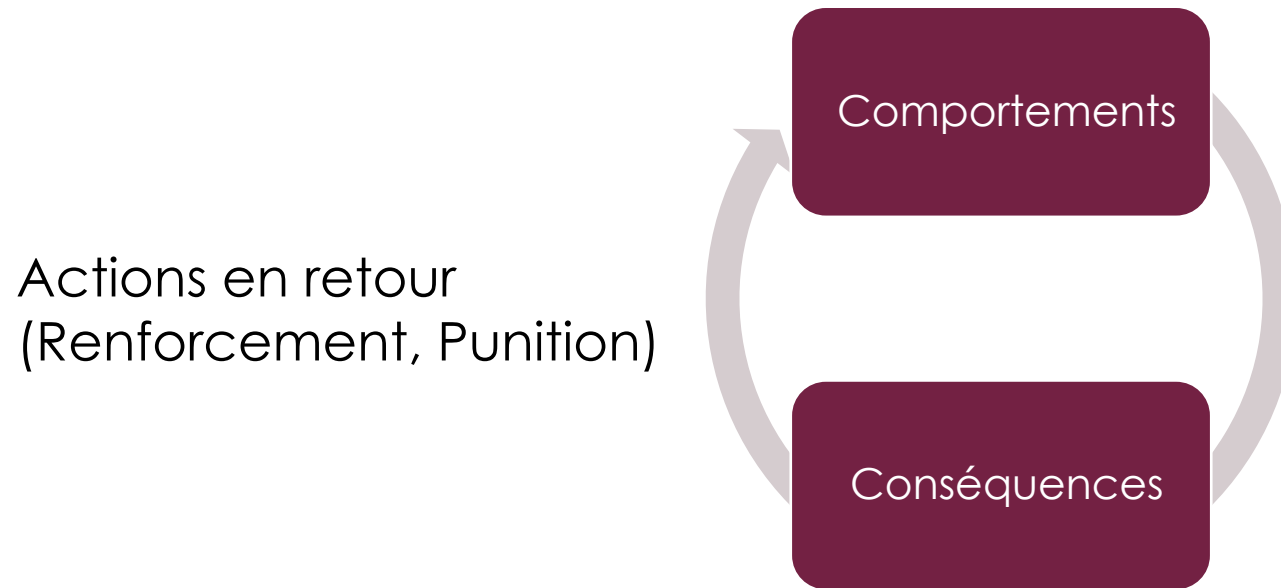 Comportements
Actions en retour
(Renforcement, Punition)
Conséquences